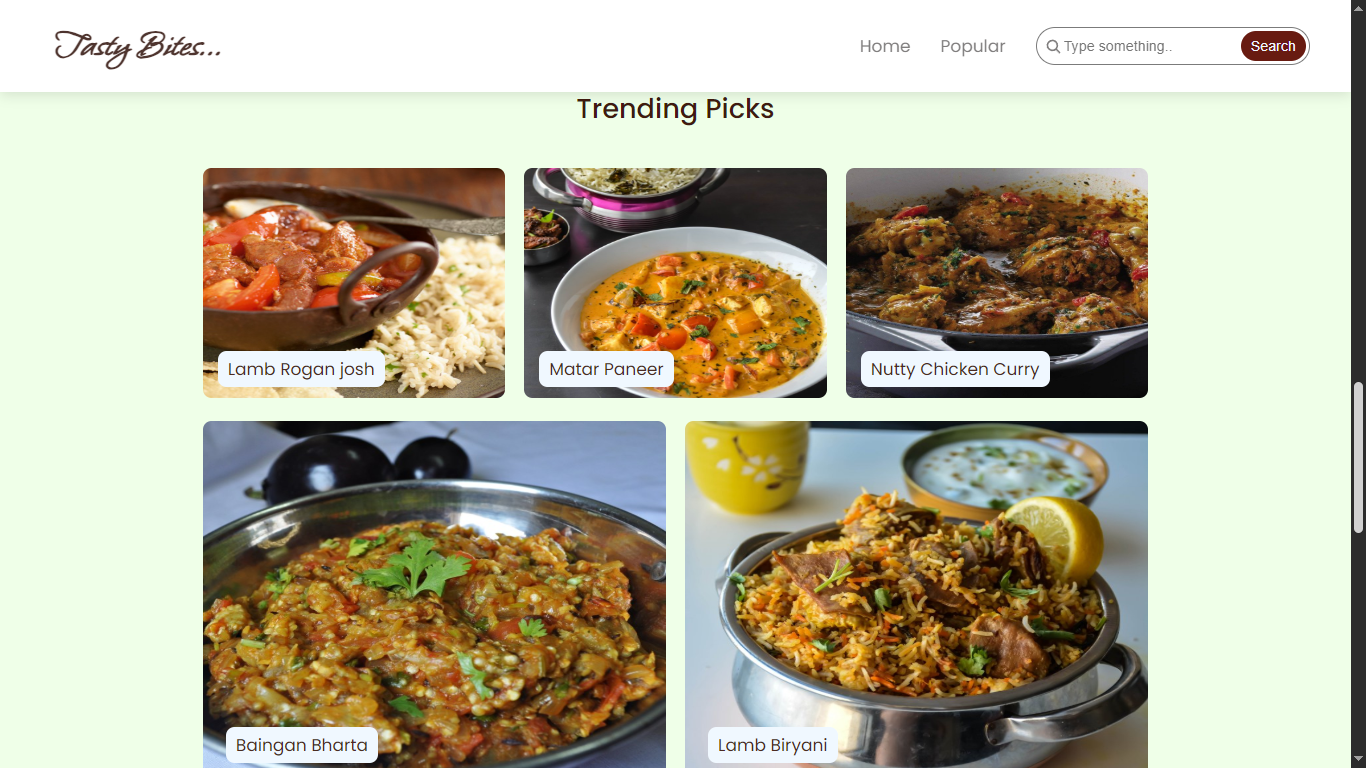 Tasty Bites...
Home
Popular
Type something..
Search
Trending Picks
Lamb Rogan josh
Matar Paneer
Nutty Chicken Curry
Baingan Bharta
Lamb Biryani